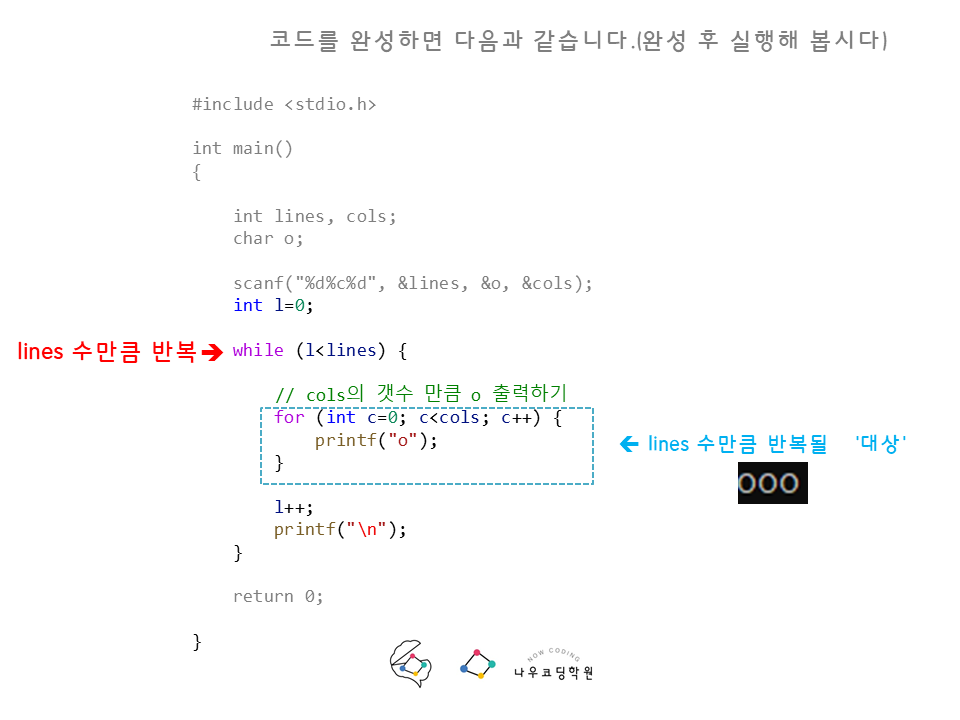 코드를 완성하면 다음과 같습니다.(완성 후 실행해 봅시다)
#include <stdio.h>
int main()
{
int lines, cols;
char o;
scanf("%d%c%d", &lines, &o, &cols);
int l=0;
lines 수만큼 반복 ➔ while (l<lines) {
// cols의 갯수 만큼 o 출력하기
for (int c=0; c<cols; c++) {
printf("o");
}
🡸 lines 수만큼 반복될 '대상'
ooo
l++;
printf("\n");
}
return 0;
}
NOW CODING
나우코딩학원